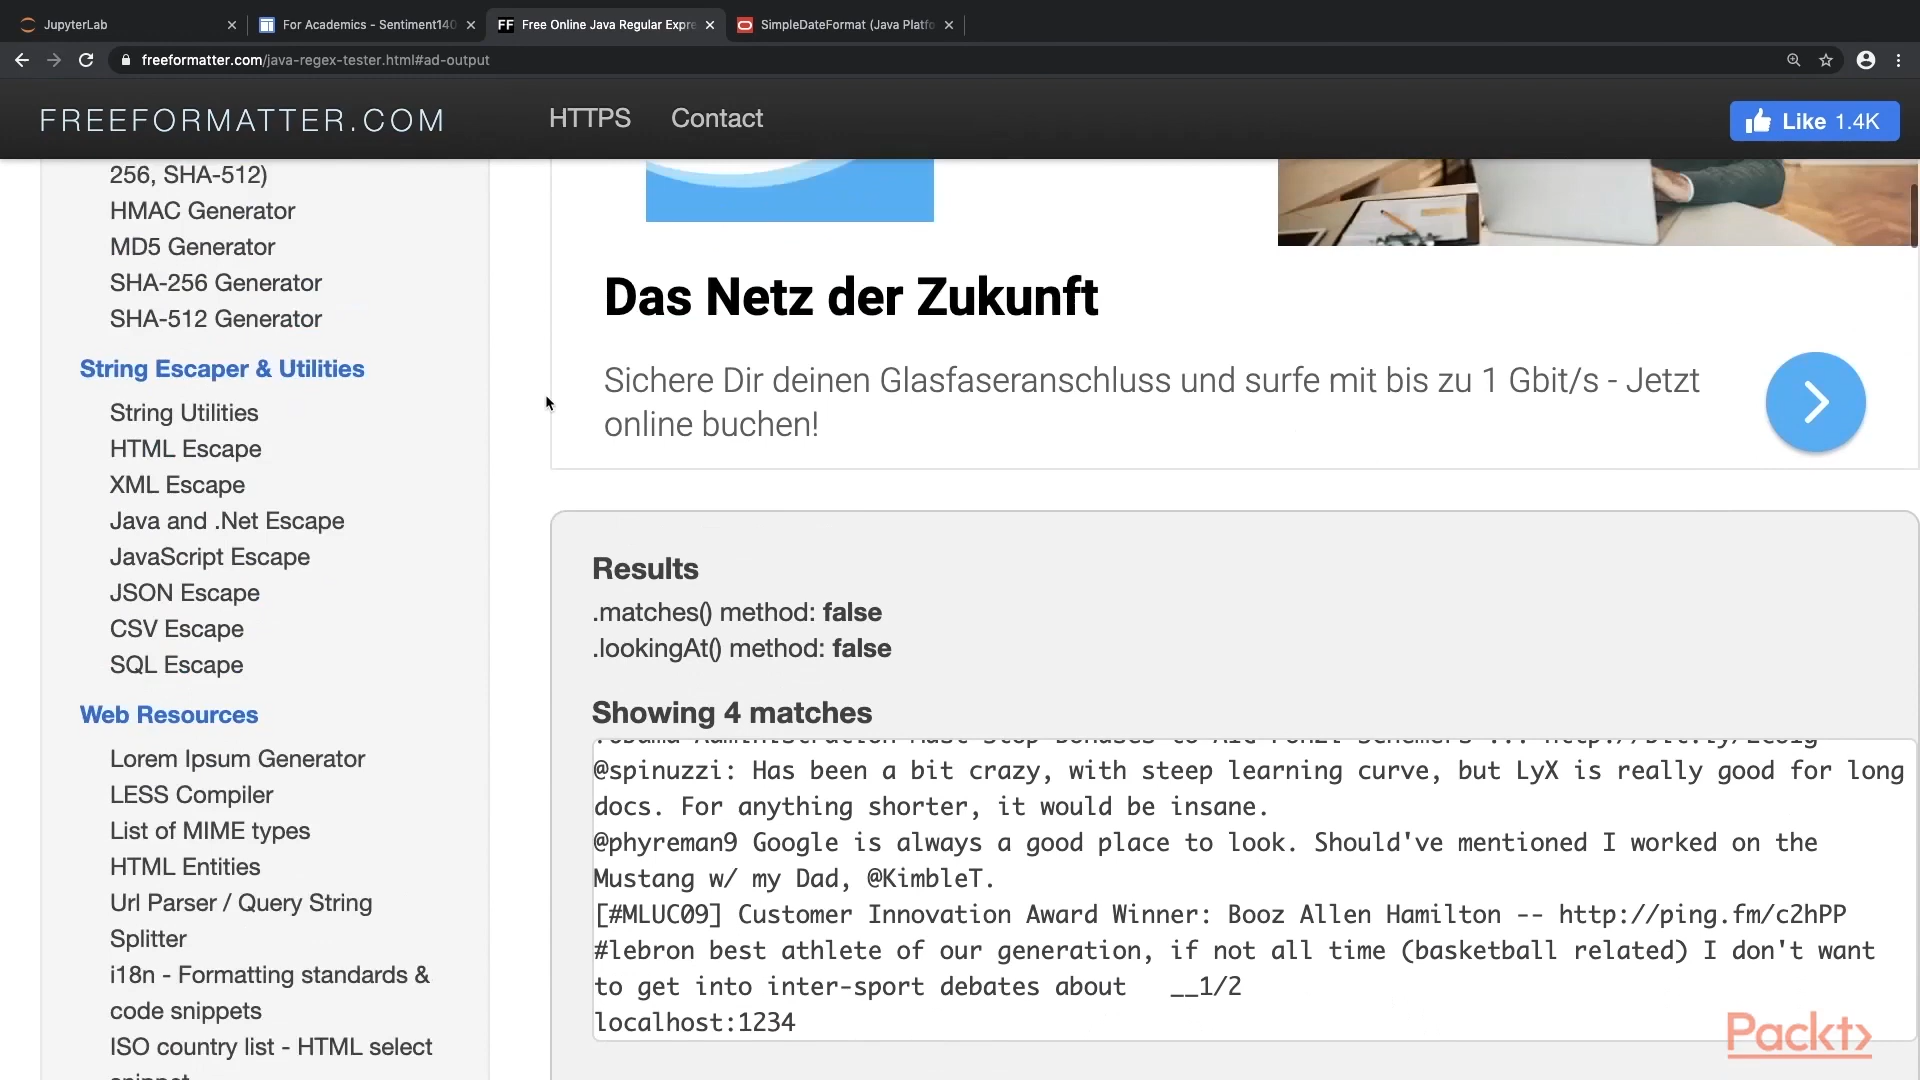 JupyterLab
For Academics - Sentiment140
FF Free Online Java Regular Expre
SimpleDateFormat (Java Platfo
freeformatter.com/java-regex-tester.html#ad-output
FREEFORMATTER.COM
HTTPS
Contact
Like 1.4K
256, SHA-512)
HMAC Generator
MD5 Generator
SHA-256 Generator
SHA-512 Generator
String Escaper & Utilities
String Utilities
HTML Escape
XML Escape
Java and .Net Escape
JavaScript Escape
JSON Escape
CSV Escape
SQL Escape
Web Resources
Lorem Ipsum Generator
LESS Compiler
List of MIME types
HTML Entities
Url Parser / Query String
Splitter
i18n - Formatting standards &
code snippets
ISO country list - HTML select
Das Netz der Zukunft
Sichere Dir deinen Glasfaseranschluss und surfe mit bis zu 1 Gbit/s - Jetzt
online buchen!
Results
.matches() method: false
.lookingAt() method: false
Showing 4 matches
@spinuzzi: Has been a bit crazy, with steep learning curve, but LyX is really good for long
docs. For anything shorter, it would be insane.
@phyreman9 Google is always a good place to look. Should've mentioned I worked on the
Mustang w/ my Dad, @KimbleT.
[#MLUC09] Customer Innovation Award Winner: Booz Allen Hamilton -- http://ping.fm/c2hPP
#lebron best athlete of our generation, if not all time (basketball related) I don't want
to get into inter-sport debates about   __1/2
localhost:1234
Packt>